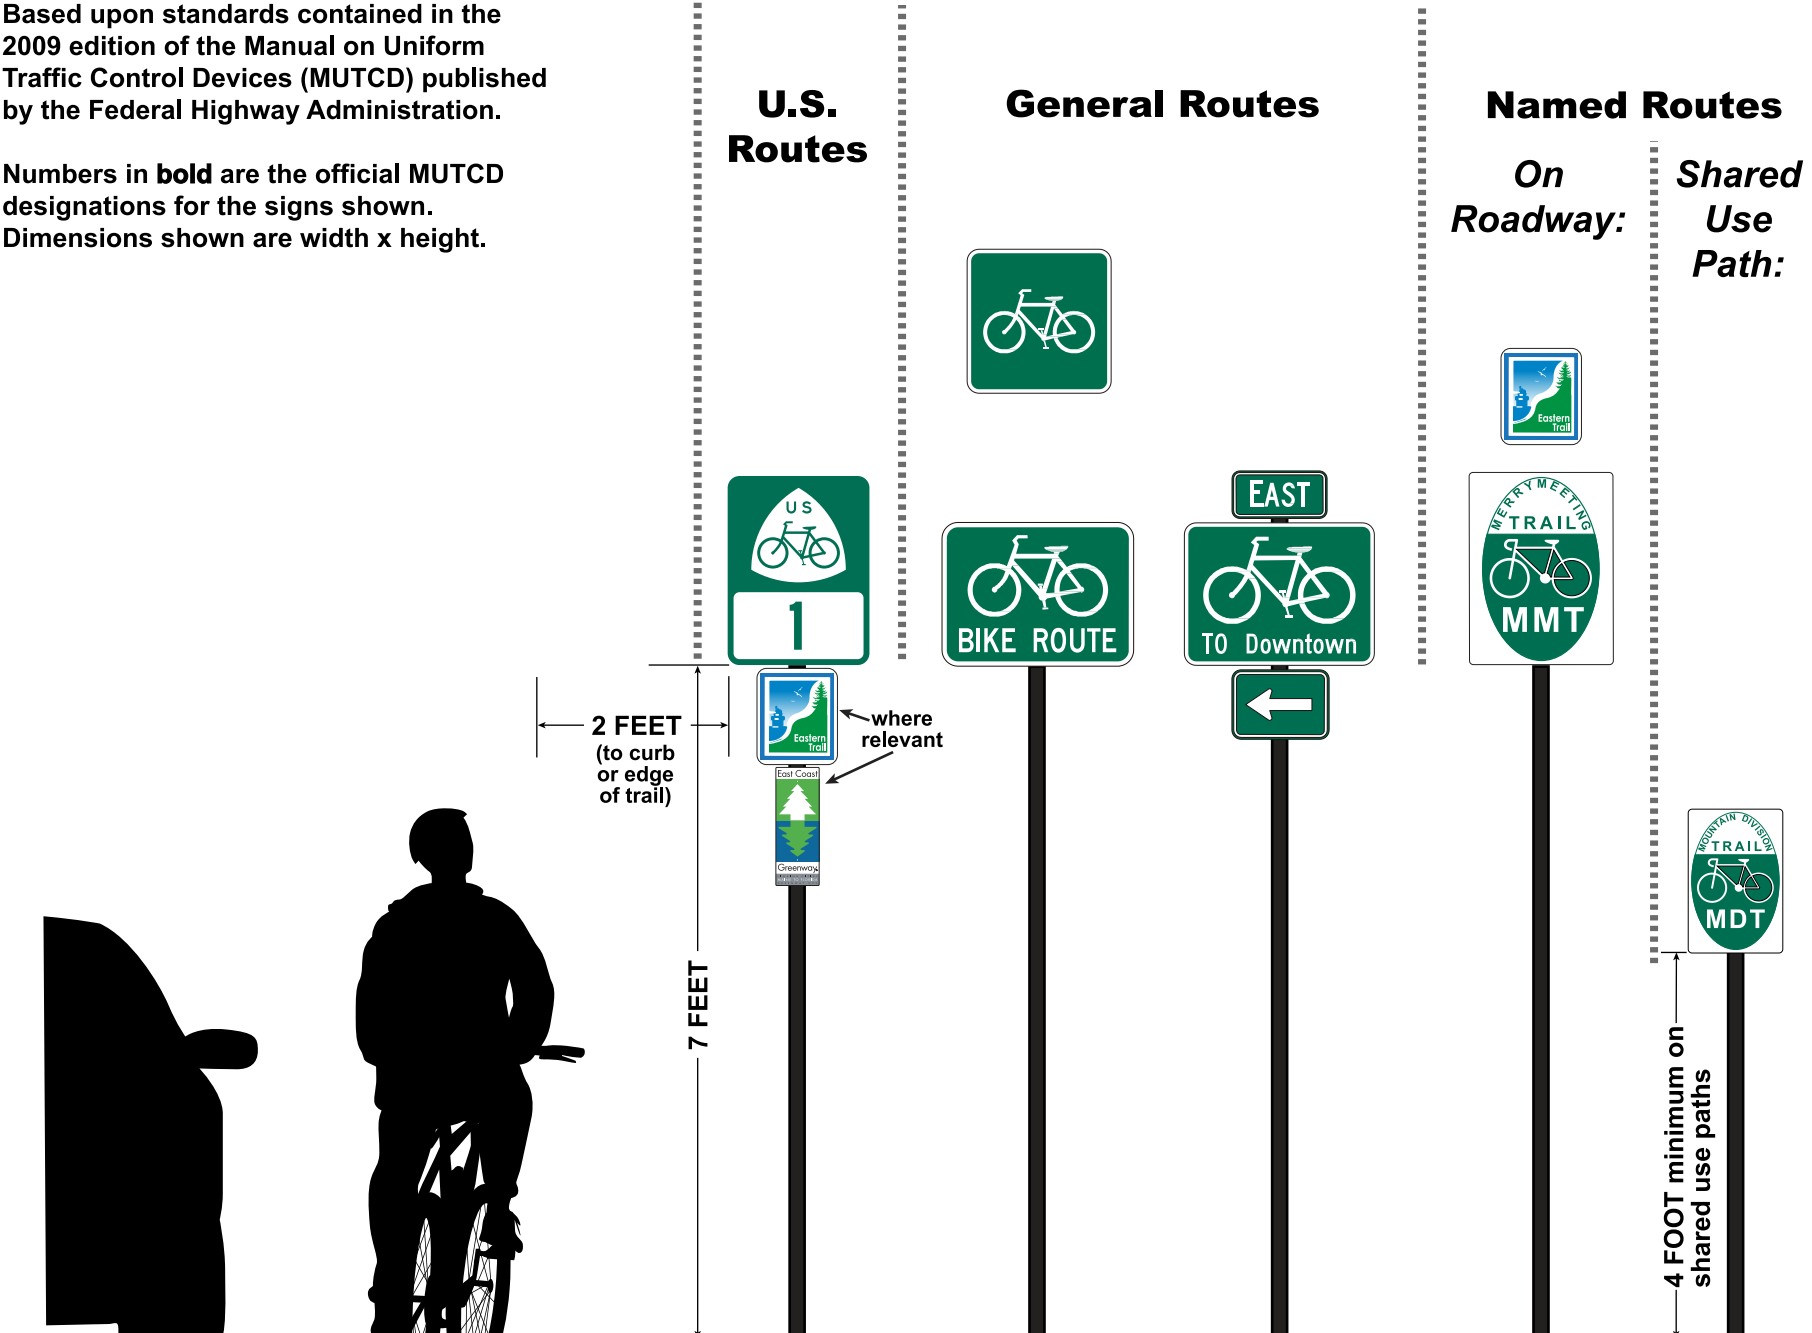 Based upon standards contained in the
2009 edition of the Manual on Uniform
Traffic Control Devices (MUTCD) published
by the Federal Highway Administration.
Numbers in bold are the official MUTCD
designations for the signs shown.
Dimensions shown are width x height.
U.S.
Routes
General Routes
Named Routes
On
Roadway:
Shared
Use
Path:
US
1
Eastern
Trail
East Coast
Greenway
where
relevant
2 FEET
(to curb
or edge
of trail)
7 FEET
BIKE ROUTE
EAST
TO Downtown
Eastern
Trail
MERRYMEETING
TRAIL
MMT
MOUNTAIN DIVISION
TRAIL
MDT
4 FOOT minimum on
shared use paths